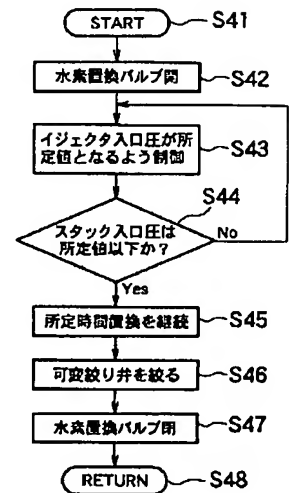 START
S41
水素置換バルブ開
S42
イジェクタ入口圧が所
定値となるよう制御
S43
S44
スタック入口圧は
所定値以下か?
No
Yes
所定時間置換を継続
S45
可変絞り弁を絞る
S46
水素置換バルブ閉
S47
RETURN
S48